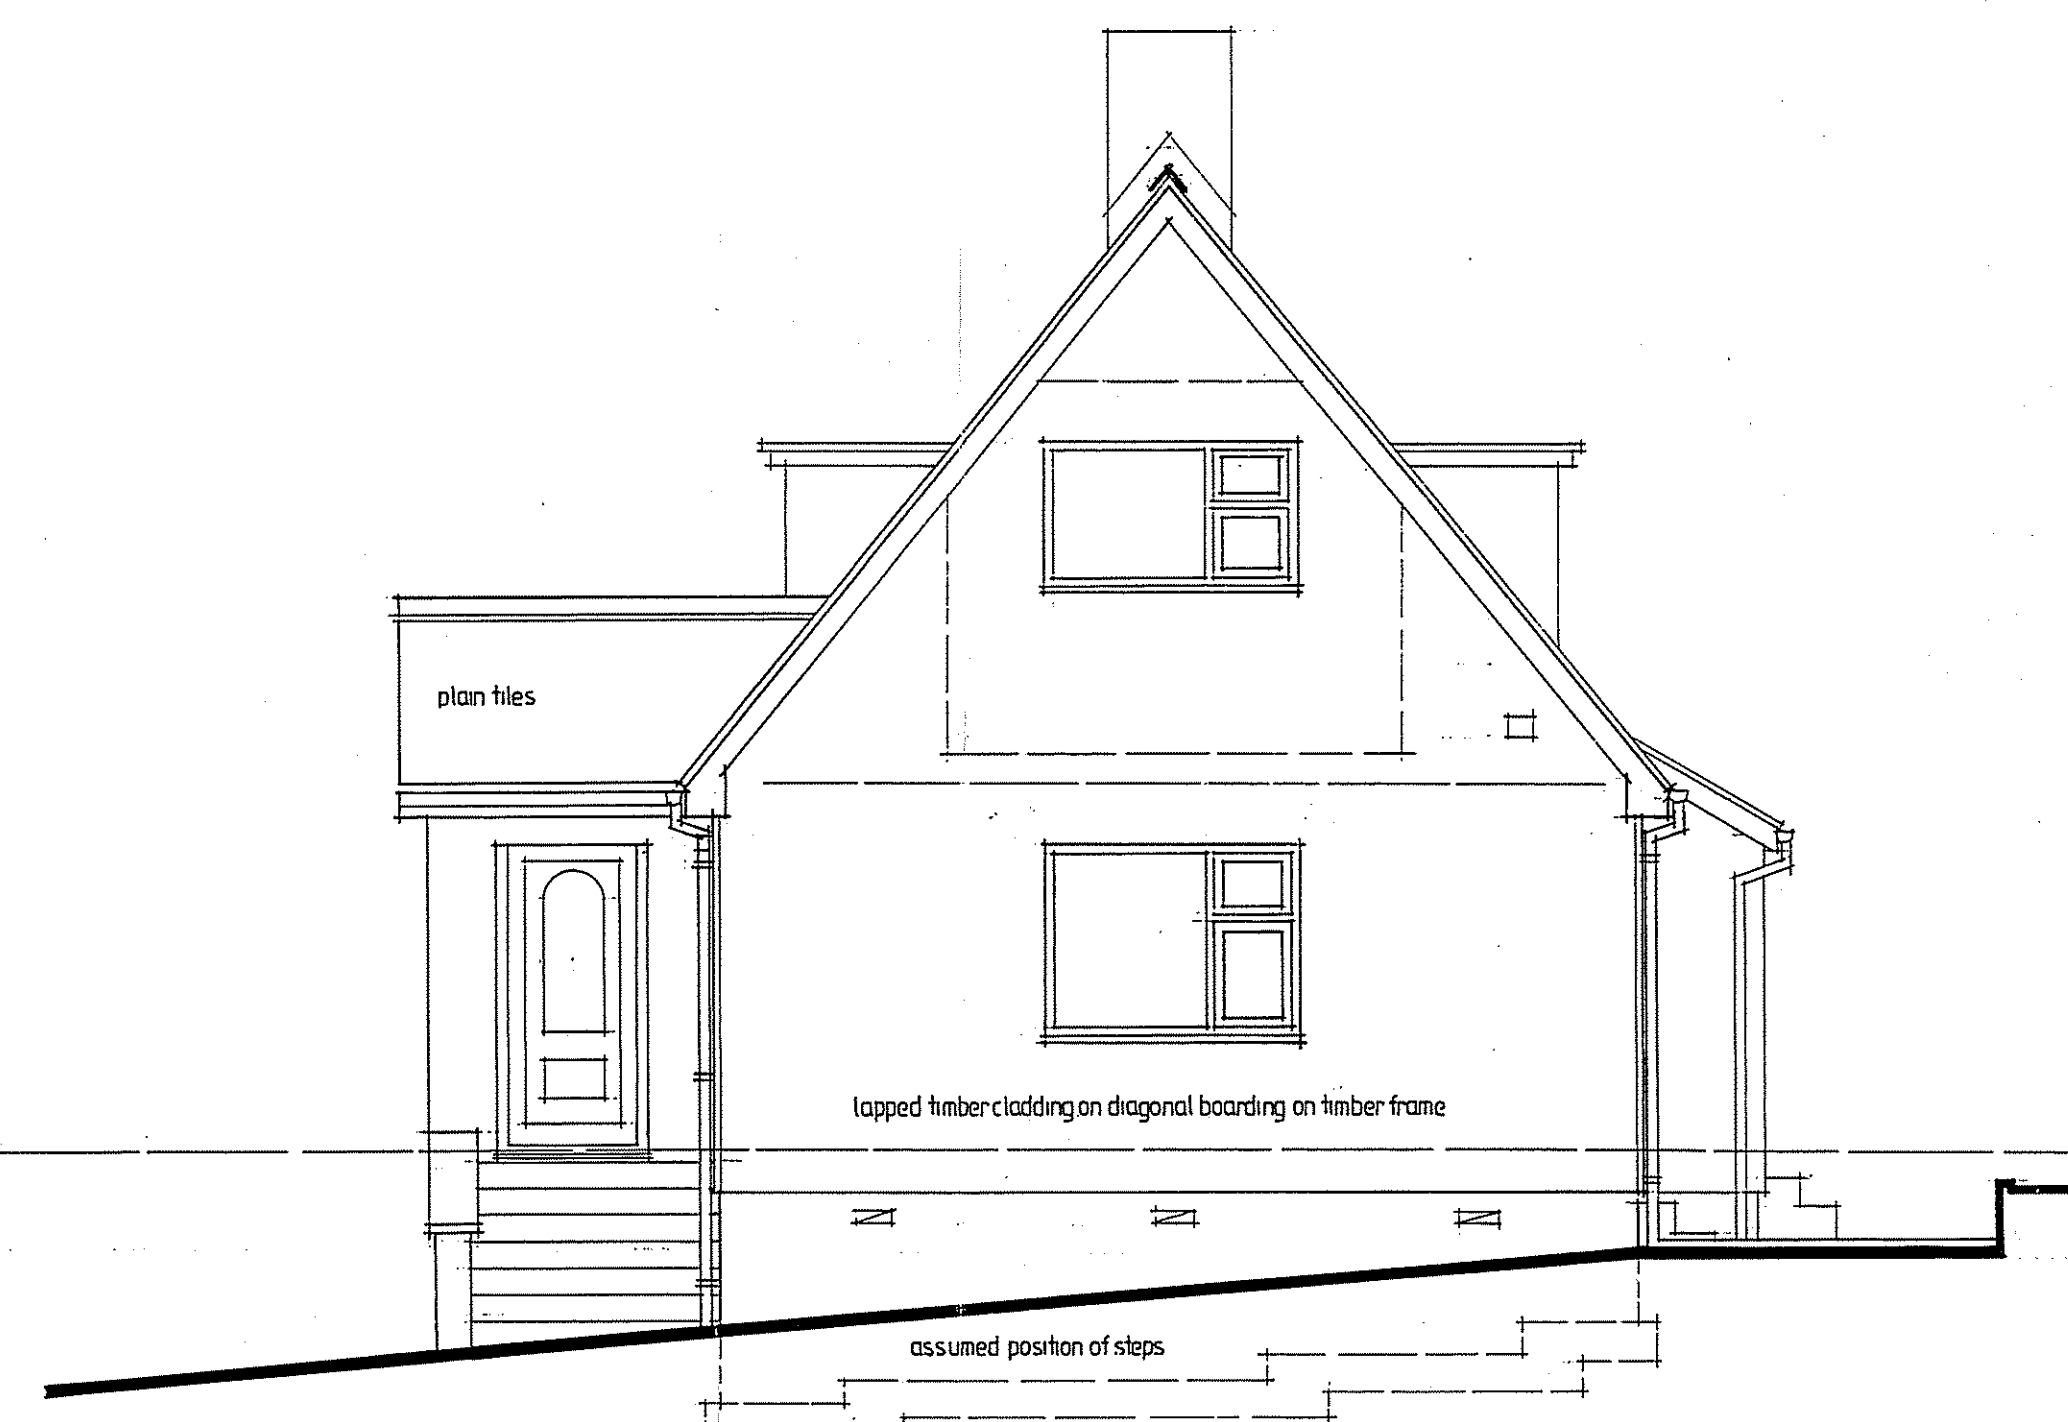 plain tiles
lapped timber cladding on diagonal boarding on timber frame
assumed position of steps